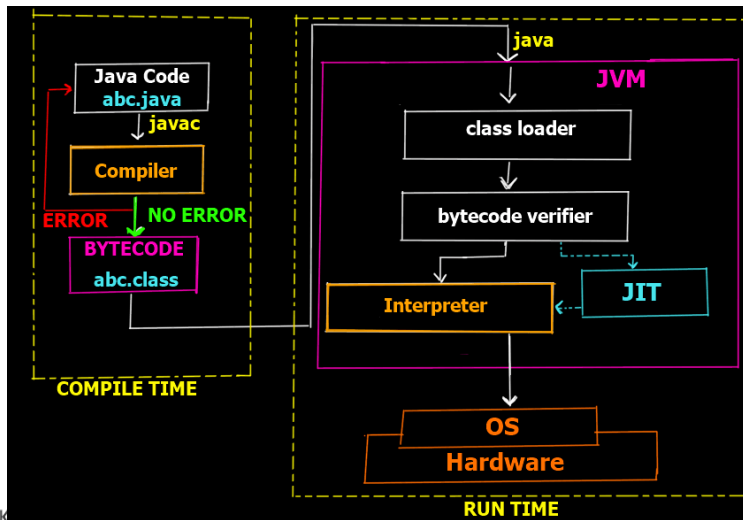 Java Code
abc.java
javac
Compiler
ERROR
NO ERROR
BYTECODE
abc.class
COMPILE TIME
java
JVM
class loader
bytecode verifier
Interpreter
JIT
OS
Hardware
RUN TIME